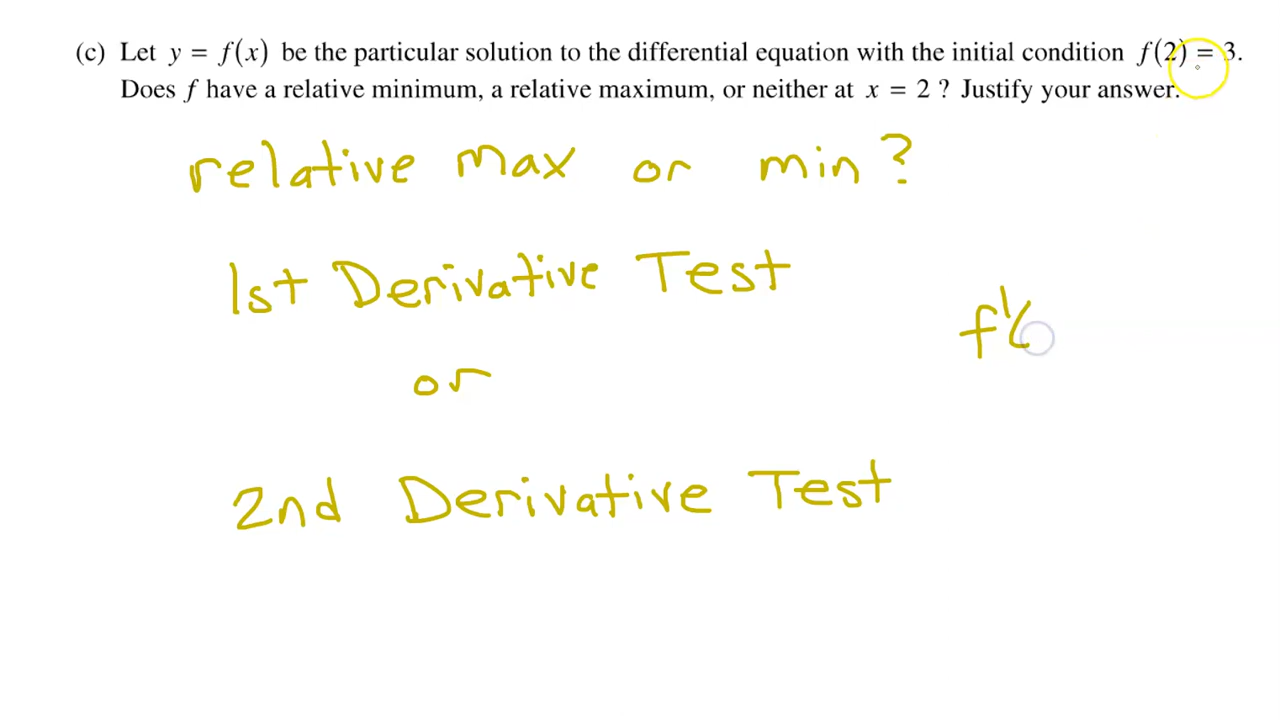 (c) Let y = f(x) be the particular solution to the differential equation with the initial condition f(2) = 3.
Does f have a relative minimum, a relative maximum, or neither at x = 2 ? Justify your answer.
relative max or min?
1st Derivative Test
f'(
or
2nd Derivative Test